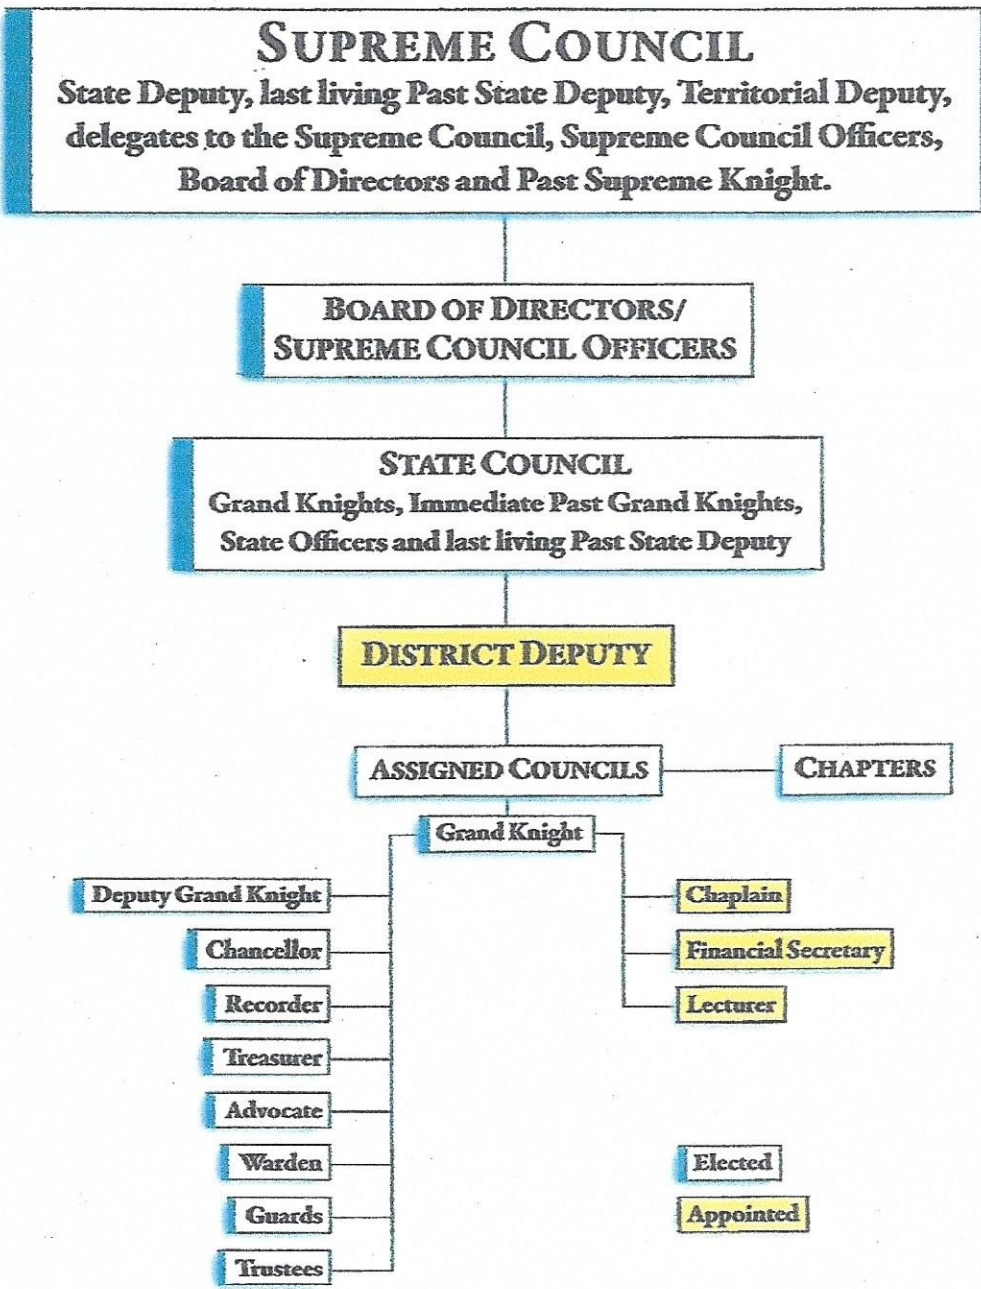 SUPREME COUNCIL
State Deputy, last living Past State Deputy, Territorial Deputy,
delegates to the Supreme Council, Supreme Council Officers,
Board of Directors and Past Supreme Knight.
BOARD OF DIRECTORS/
SUPREME COUNCIL OFFICERS
STATE COUNCIL
Grand Knights, Immediate Past Grand Knights,
State Officers and last living Past State Deputy
DISTRICT DEPUTY
ASSIGNED COUNCILS
CHAPTERS
Grand Knight
Deputy Grand Knight
Chancellor
Recorder
Treasurer
Advocate
Warden
Guards
Trustees
Chaplain
Financial Secretary
Lecturer
Elected
Appointed